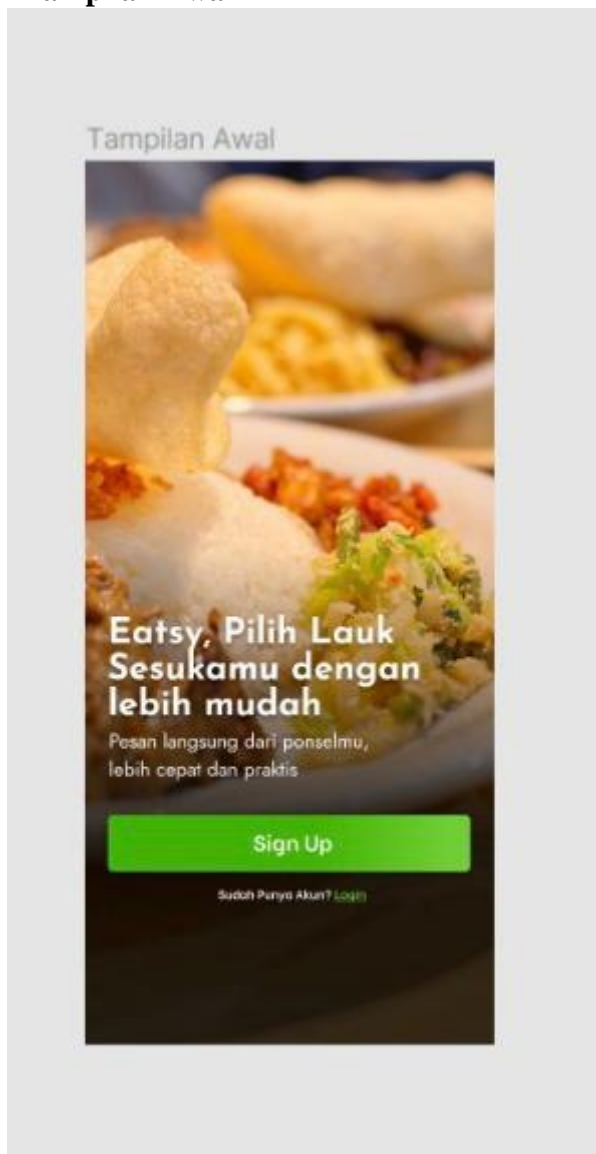 Tampilan Awal
Eatsy, Pilih Lauk
Sesukamu dengan
lebih mudah
Pesan langsung dari ponselmu,
lebih cepat dan praktis
Sign Up
Sudah Punya Akun? Login